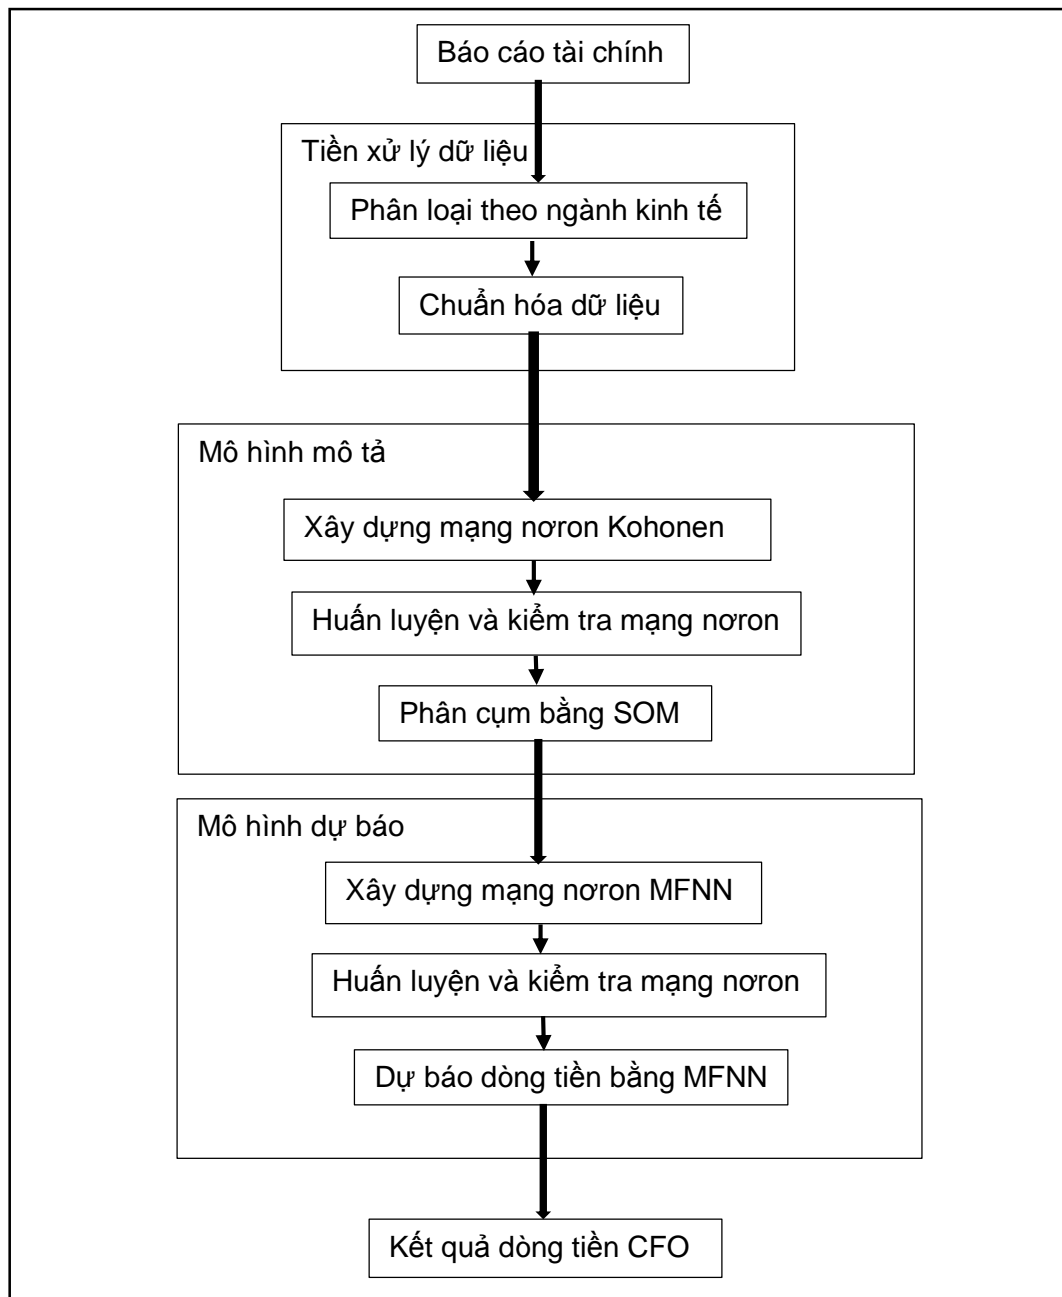 Báo cáo tài chính
Tiền xử lý dữ liệu
Phân loại theo ngành kinh tế
Chuẩn hóa dữ liệu
Mô hình mô tả
Xây dựng mạng nơron Kohonen
Huấn luyện và kiểm tra mạng nơron
Phân cụm bằng SOM
Mô hình dự báo
Xây dựng mạng nơron MFNN
Huấn luyện và kiểm tra mạng nơron
Dự báo dòng tiền bằng MFNN
Kết quả dòng tiền CFO